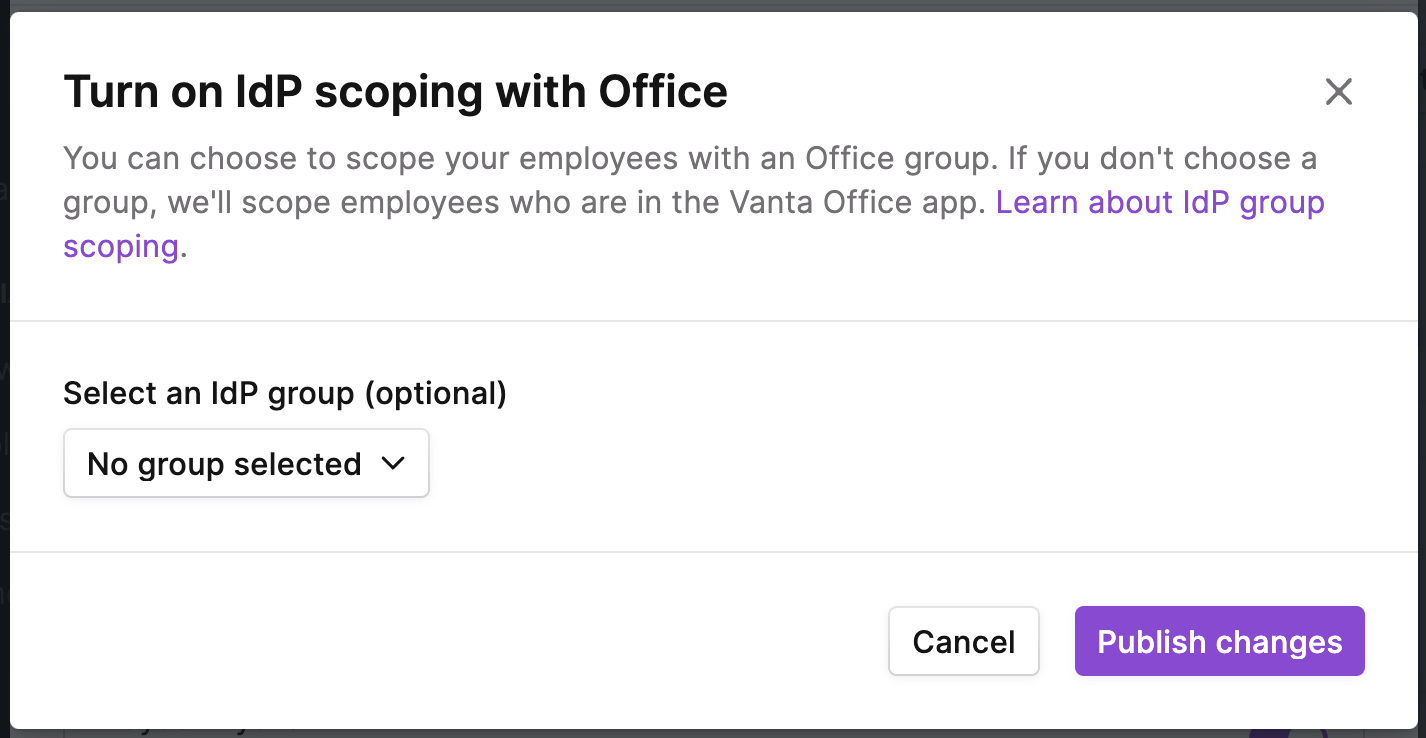 Turn on IdP scoping with Office
You can choose to scope your employees with an Office group. If you don't choose a
group, we'll scope employees who are in the Vanta Office app. Learn about IdP group
scoping.
Select an IdP group (optional)
No group selected
Cancel
Publish changes